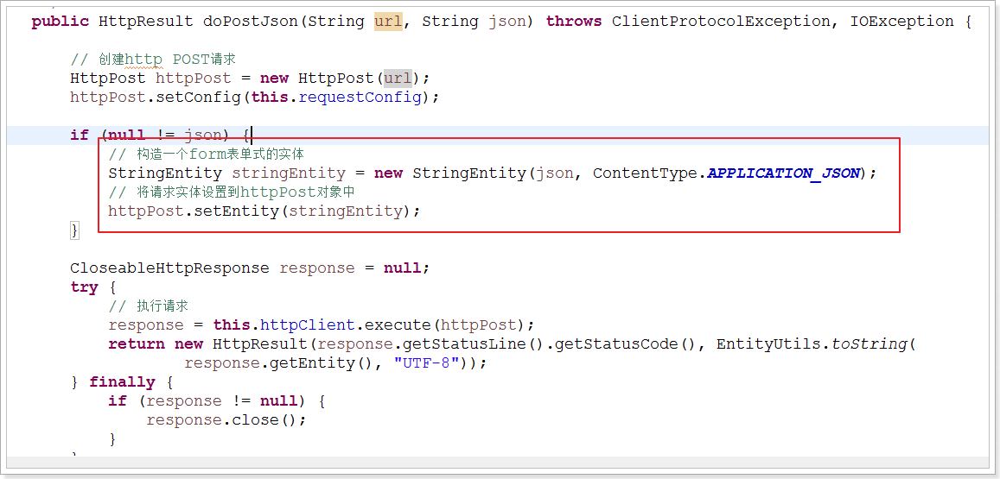 public HttpResult doPostJson(String url, String json) throws ClientProtocolException, IOException {
// 创建http POST请求
HttpPost httpPost = new HttpPost(url);
httpPost.setConfig(this.requestConfig);
if (null != json) {
// 构造一个form表单式的实体
StringEntity stringEntity = new StringEntity(json, ContentType.APPLICATION_JSON);
// 将请求实体设置到httpPost对象中
httpPost.setEntity(stringEntity);
}
CloseableHttpResponse response = null;
try {
// 执行请求
response = this.httpClient.execute(httpPost);
return new HttpResult(response.getStatusLine().getStatusCode(), EntityUtils.toString(
response.getEntity(), "UTF-8"));
} finally {
if (response != null) {
response.close();
}